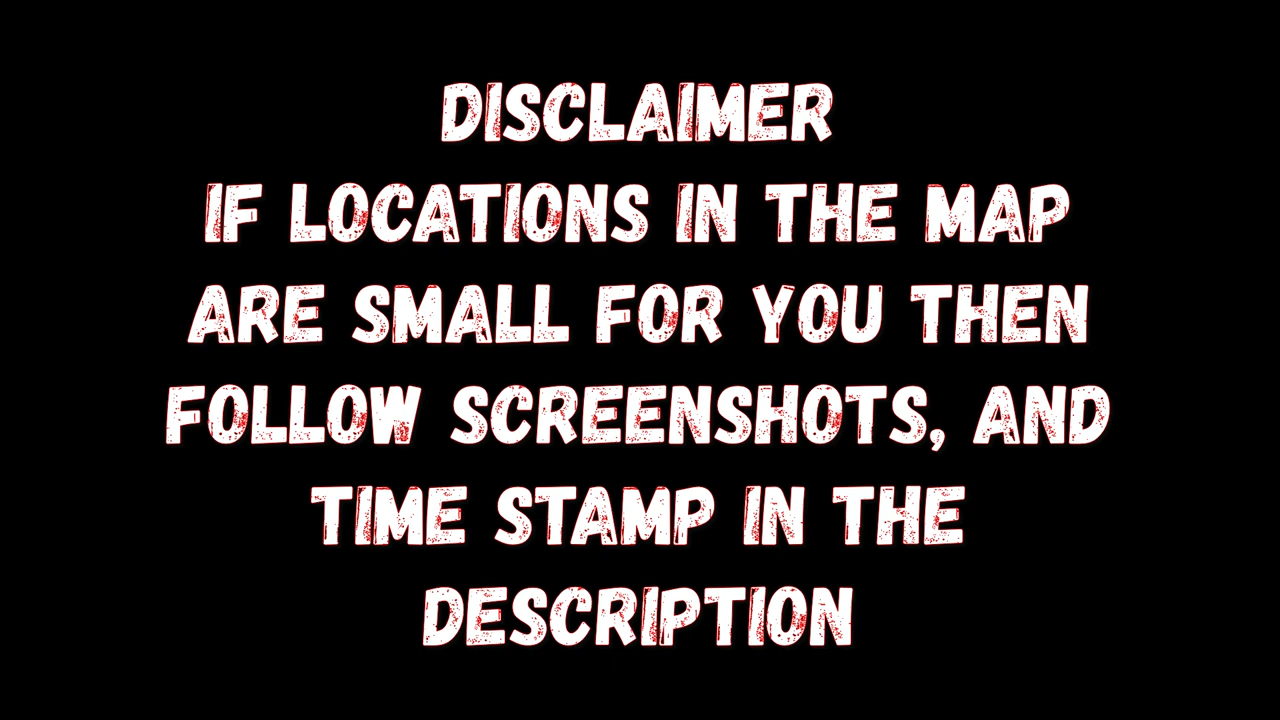 DISCLAIMER
IF LOCATIONS IN THE MAP
ARE SMALL FOR YOU THEN
FOLLOW SCREENSHOTS, AND
TIME STAMP IN THE
DESCRIPTION